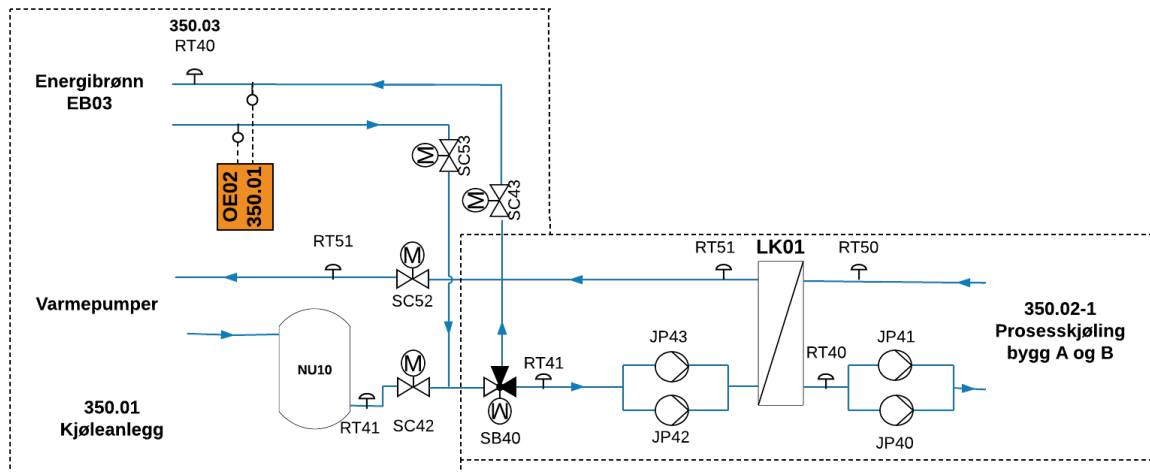 350.03
RT40
Energibrønn
EB03
M
SC53
OE02
350.01
M
SC43
RT51
M
SC52
RT51
LK01
RT50
Varmepumper
350.02-1
Prosesskjøling
bygg A og B
NU10
M
RT41
SC42
RT41
M
SB40
JP43
JP42
RT40
JP41
JP40
350.01
Kjøleanlegg